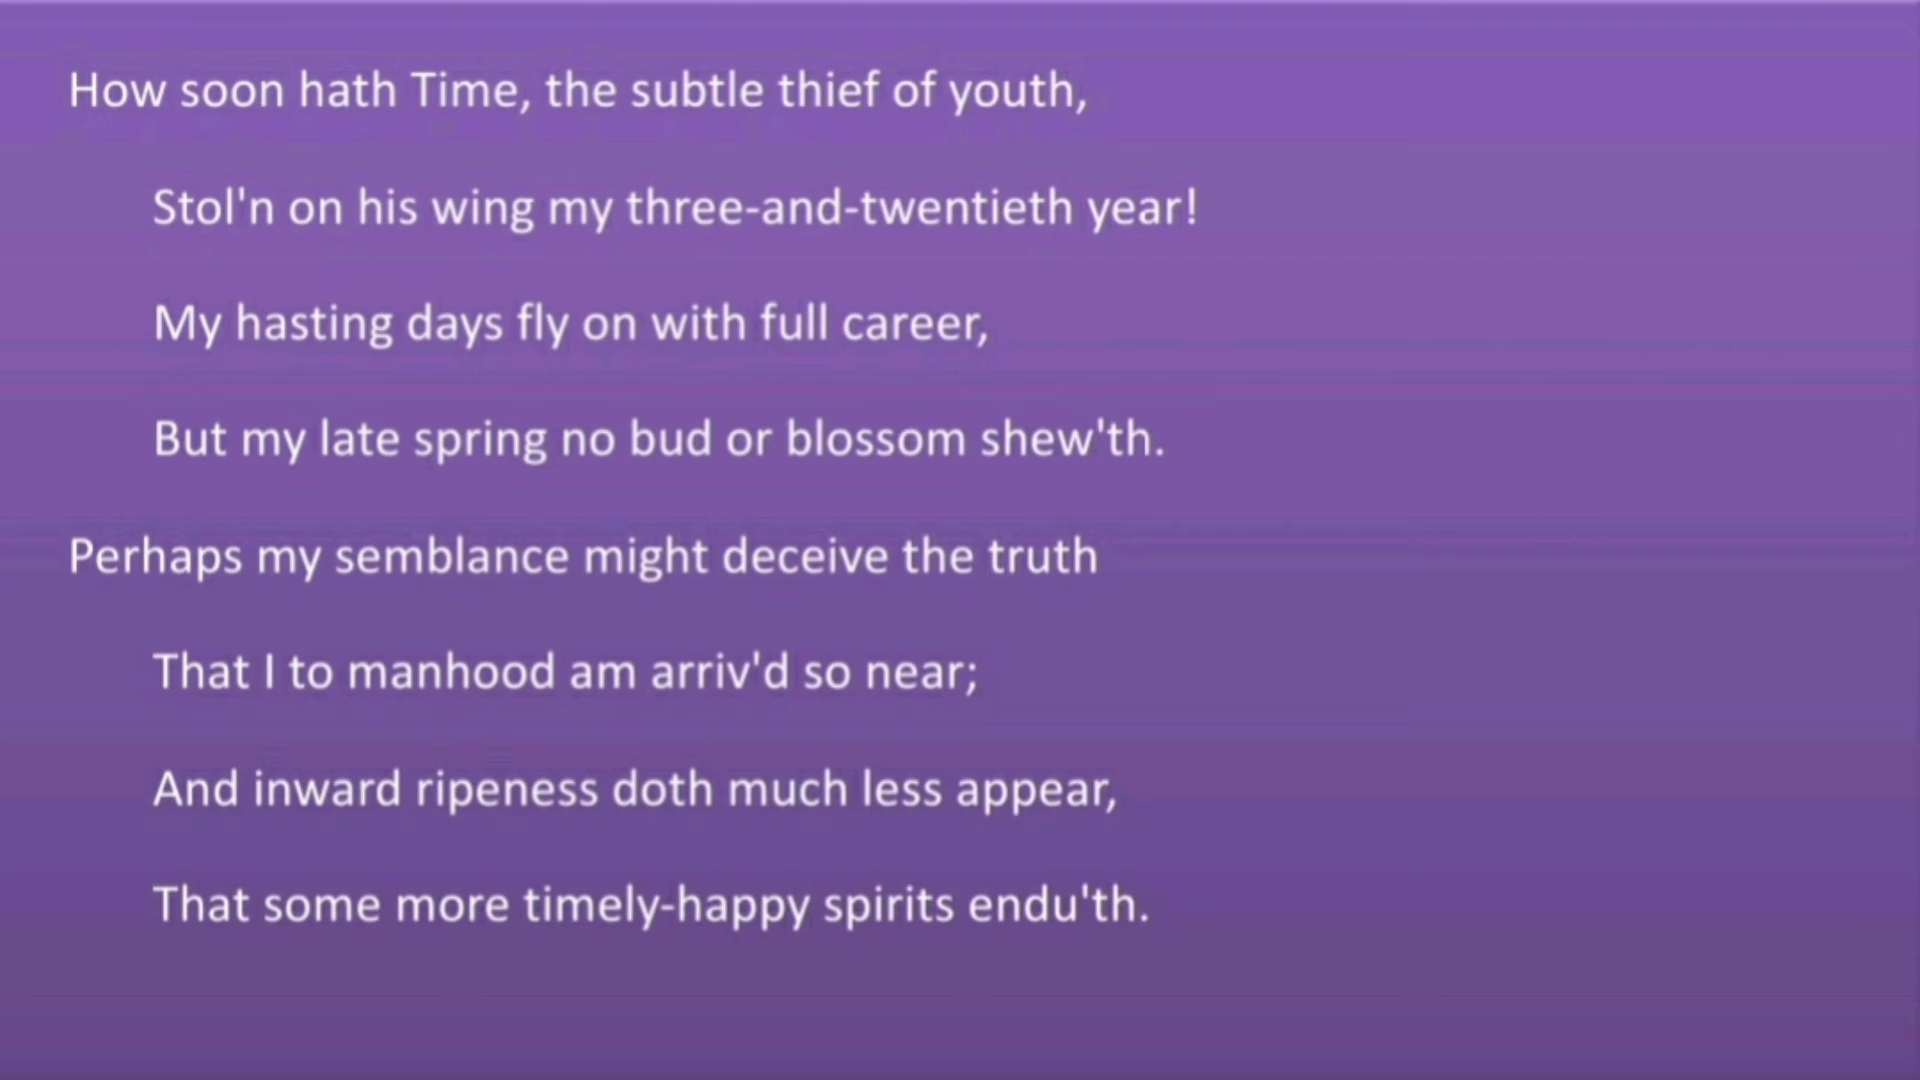 How soon hath Time, the subtle thief of youth,
Stol'n on his wing my three-and-twentieth year!
My hasting days fly on with full career,
But my late spring no bud or blossom shew'th.
Perhaps my semblance might deceive the truth
That I to manhood am arriv'd so near;
And inward ripeness doth much less appear,
That some more timely-happy spirits endu'th.